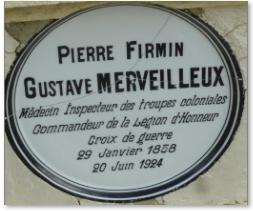 PIERRE FIRMIN
GUSTAVE MERVEILLEUX
Médecin Inspecteur des troupes coloniales
Commandeur de la Légion d'Honneur
Croix de guerre
29 Janvier 1858
20 Juin 1924